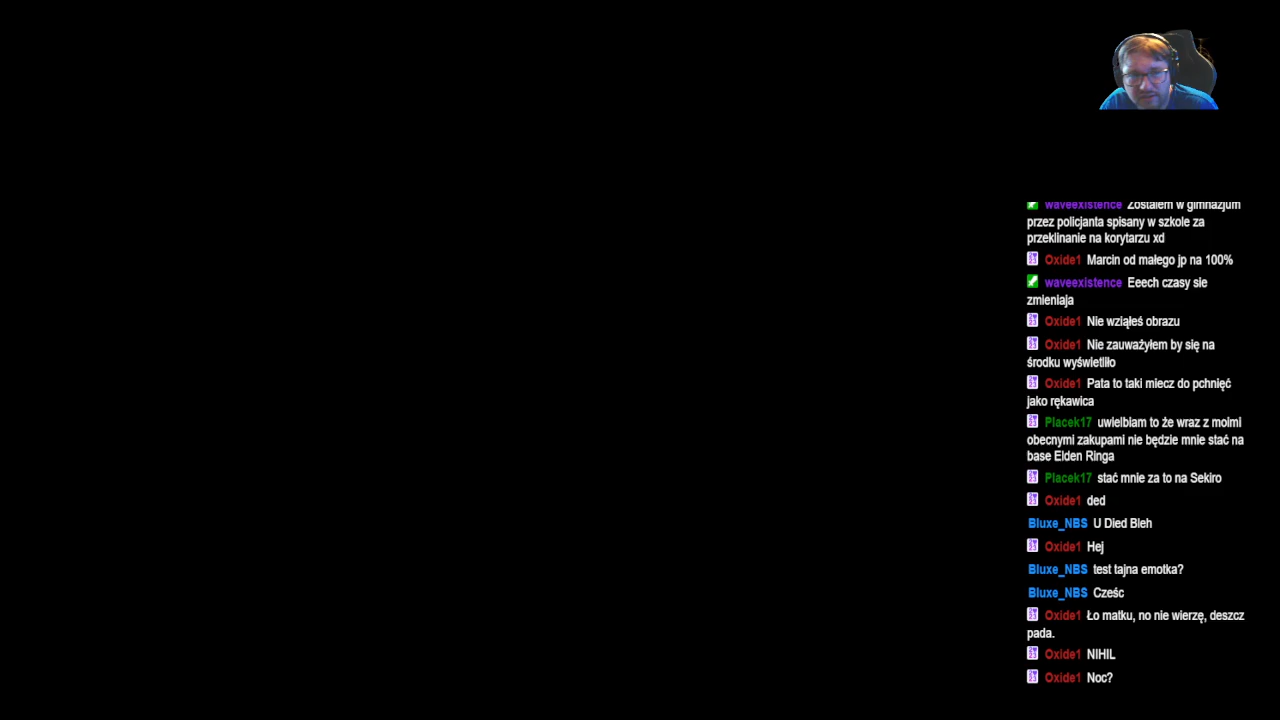 waveexistence Zostałem w gimnazjum
przez policjanta spisany w szkole za
przeklinanie na korytarzu xd
Oxide1 Marcin od małego jp na 100%
waveexistence Eeech czasy sie
zmieniaja
Oxide1 Nie wziąłeś obrazu
Oxide1 Nie zauważyłem by się na
środku wyświetliło
Oxide1 Pata to taki miecz do pchnięć
jako rękawica
Placek17 uwielbiam to że wraz z moimi
obecnymi zakupami nie będzie mnie stać na
base Elden Ringa
Placek17 stać mnie za to na Sekiro
Oxide1 ded
Bluxe_NBS U Died Bleh
Oxide1 Hej
Bluxe_NBS test tajna emotka?
Bluxe_NBS Cześc
Oxide1 Ło matku, no nie wierzę, deszcz
pada.
Oxide1 NIHIL
Oxide1 Noc?